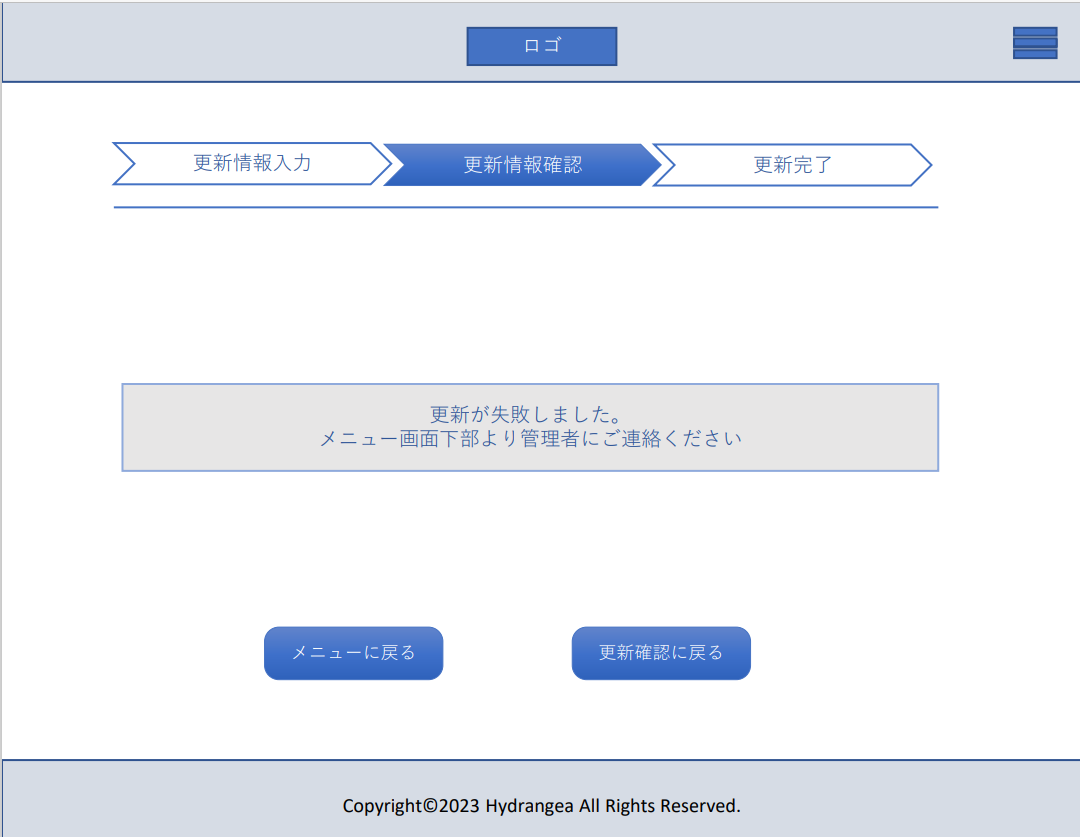 ロゴ
更新情報入力
更新情報確認
更新完了
更新が失敗しました。
メニュー画面下部より管理者にご連絡ください
メニューに戻る
更新確認に戻る
Copyright©2023 Hydrangea All Rights Reserved.